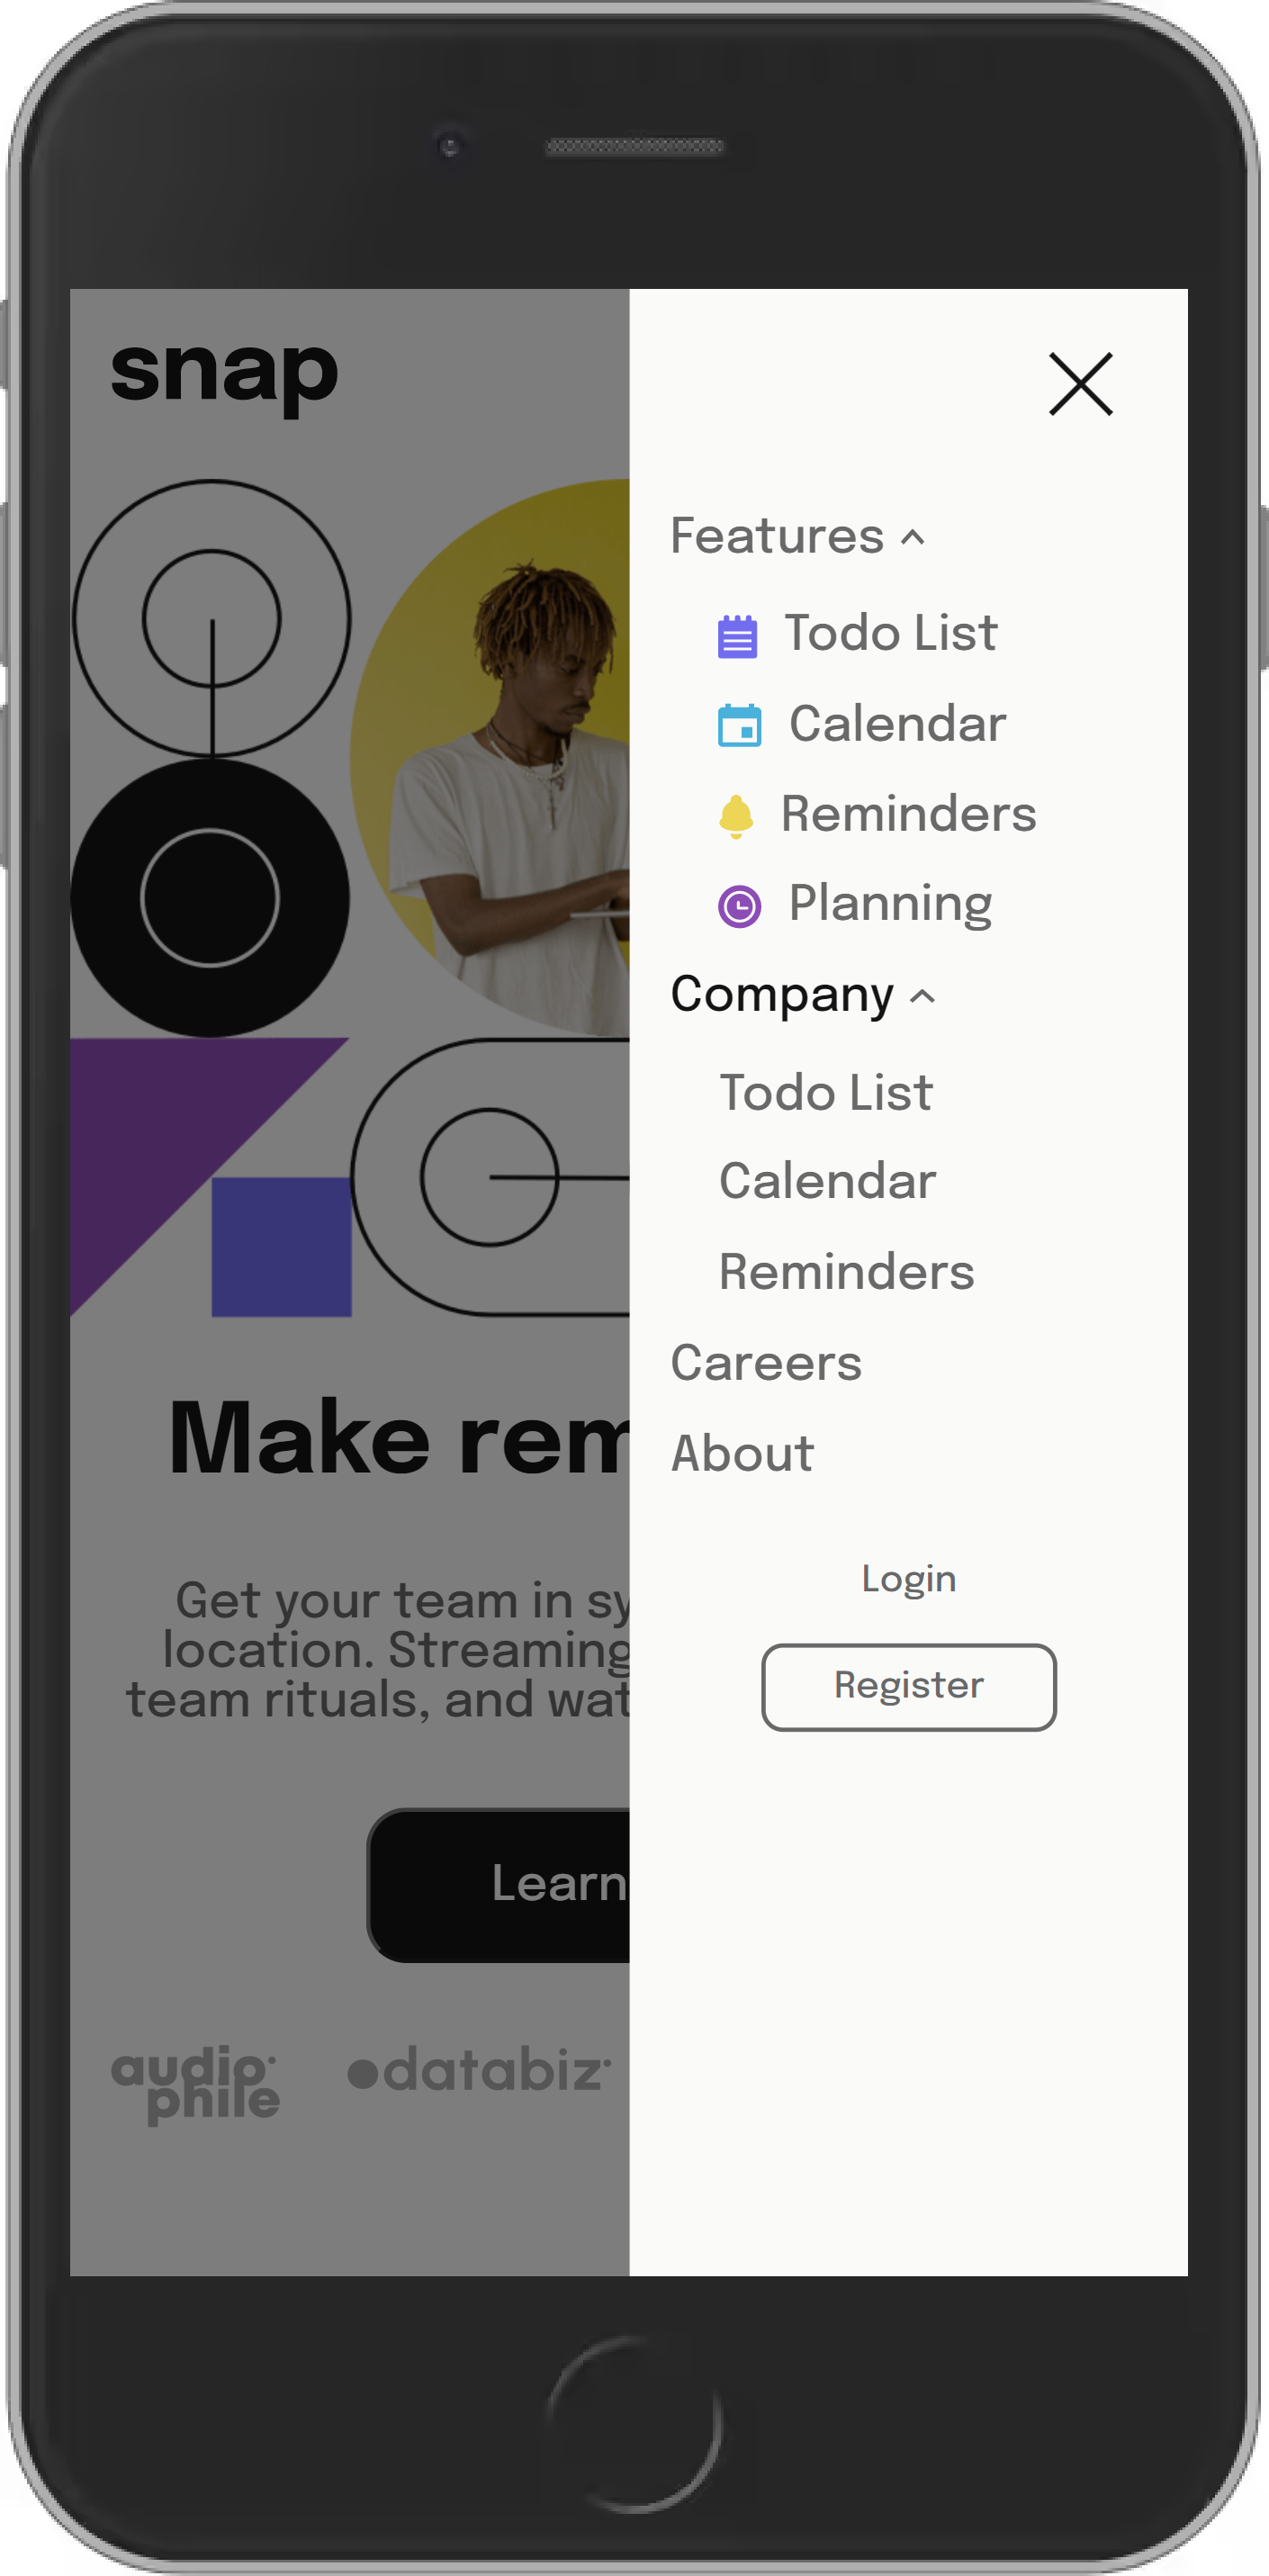 snap
Features
Todo List
Calendar
Reminders
Planning
Company
Todo List
Calendar
Reminders
Careers
About
Login
Register
Make rem
Get your team in sy
location. Streaming
team rituals, and wat
Learn
audio
phile
databiz